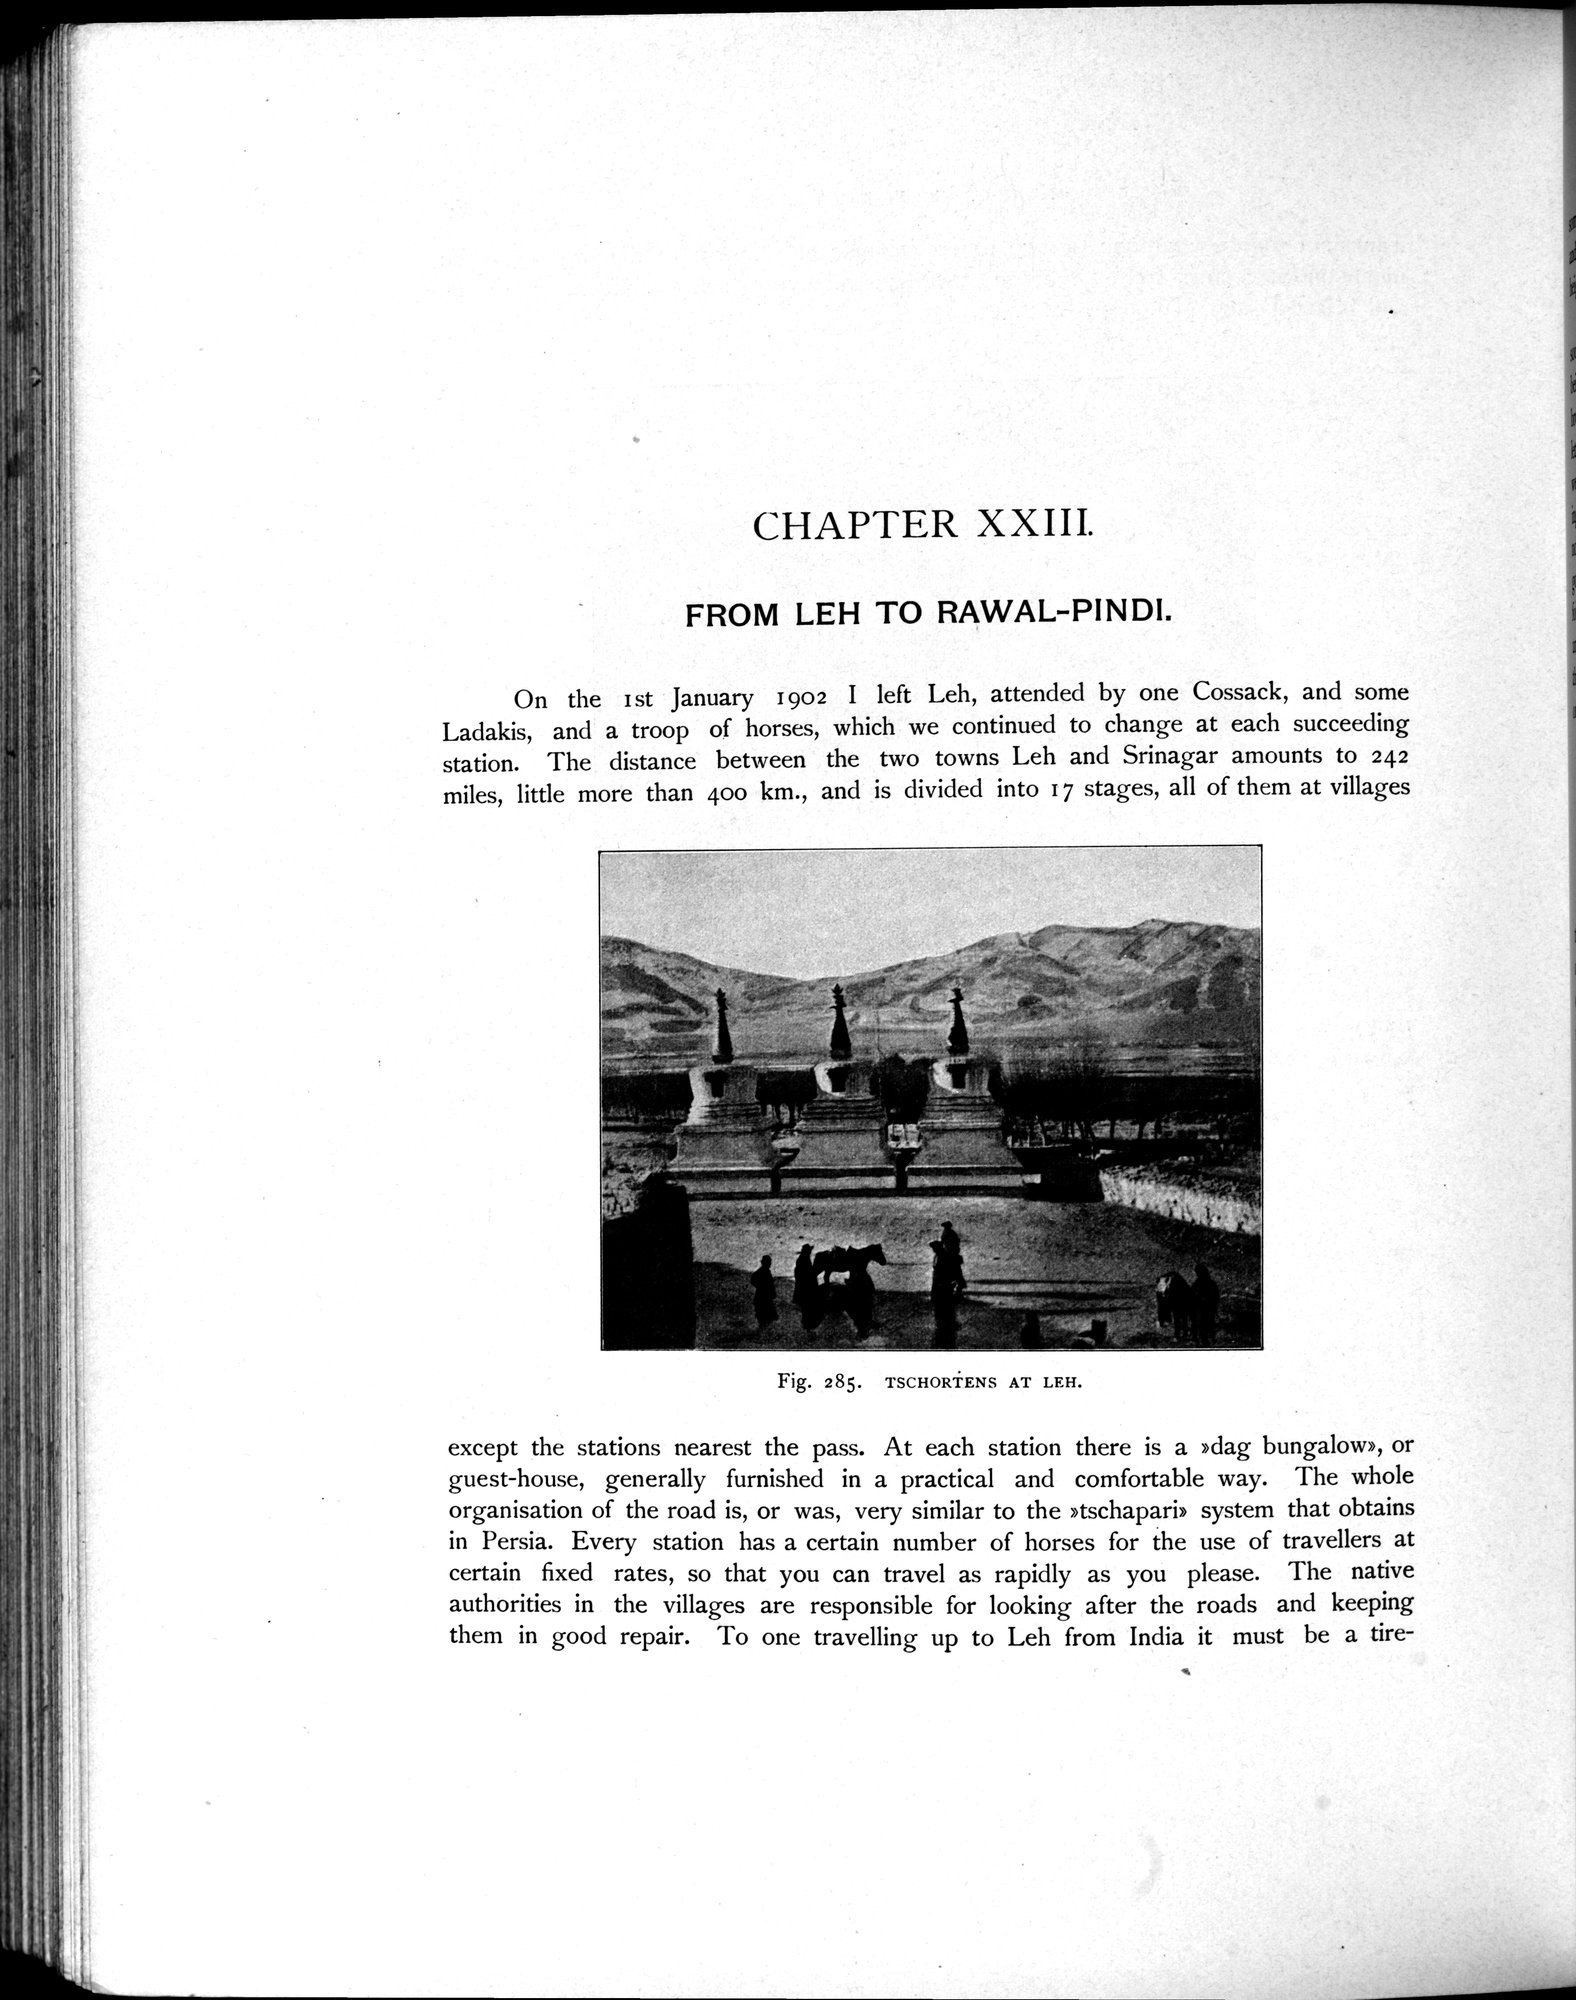 CHAPTER XXIII.
FROM LEH TO RAWAL-PINDI.
On the 1st January 1902 I left Leh, attended by one Cossack, and some
Ladakis, and a troop of horses, which we continued to change at each succeeding
station. The distance between the two towns Leh and Srinagar amounts to 242
miles, little more than 400 km., and is divided into 17 stages, all of them at villages
Fig. 285. TSCHORTENS AT LEH.
except the stations nearest the pass. At each station there is a »dag bungalow», or
guest-house, generally furnished in a practical and comfortable way. The whole
organisation of the road is, or was, very similar to the »tschapari» system that obtains
in Persia. Every station has a certain number of horses for the use of travellers at
certain fixed rates, so that you can travel as rapidly as you please. The native
authorities in the villages are responsible for looking after the roads and keeping
them in good repair. To one travelling up to Leh from India it must be a tire-